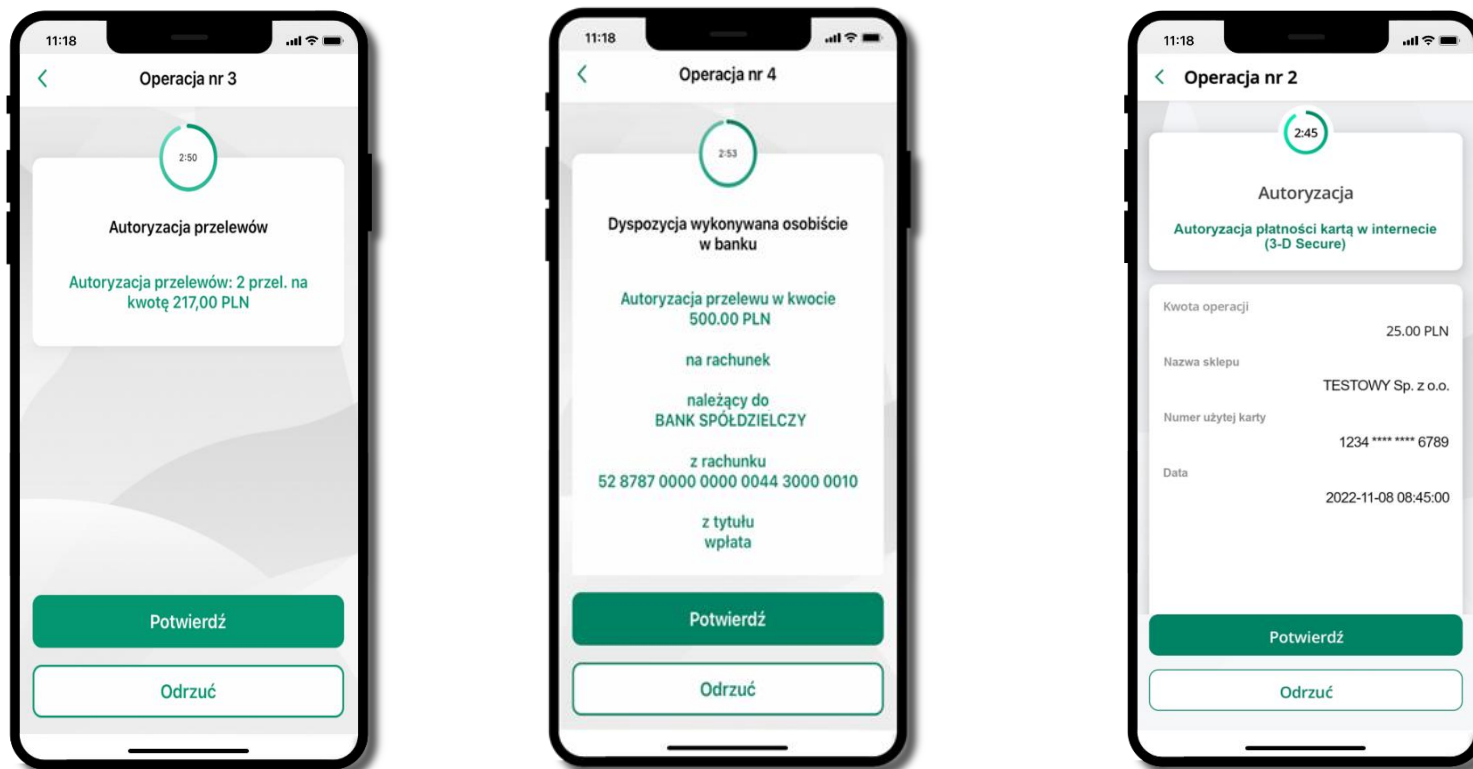 11:18
Operacja nr 3
2:50
Autoryzacja przelewów
Autoryzacja przelewów: 2 przel. na
kwotę 217,00 PLN
Potwierdź
Odrzuć
11:18
Operacja nr 4
2:53
Dyspozycja wykonywana osobiście
w banku
Autoryzacja przelewu w kwocie
500.00 PLN
na rachunek
należący do
BANK SPÓŁDZIELCZY
z rachunku
52 8787 0000 0000 0044 3000 0010
z tytułu
wpłata
Potwierdź
Odrzuć
11:18
Operacja nr 2
2:45
Autoryzacja
Autoryzacja płatności kartą w internecie
(3-D Secure)
Kwota operacji
25.00 PLN
Nazwa sklepu
TESTOWY Sp. z o.o.
Numer użytej karty
1234 **** **** 6789
Data
2022-11-08 08:45:00
Potwierdź
Odrzuć